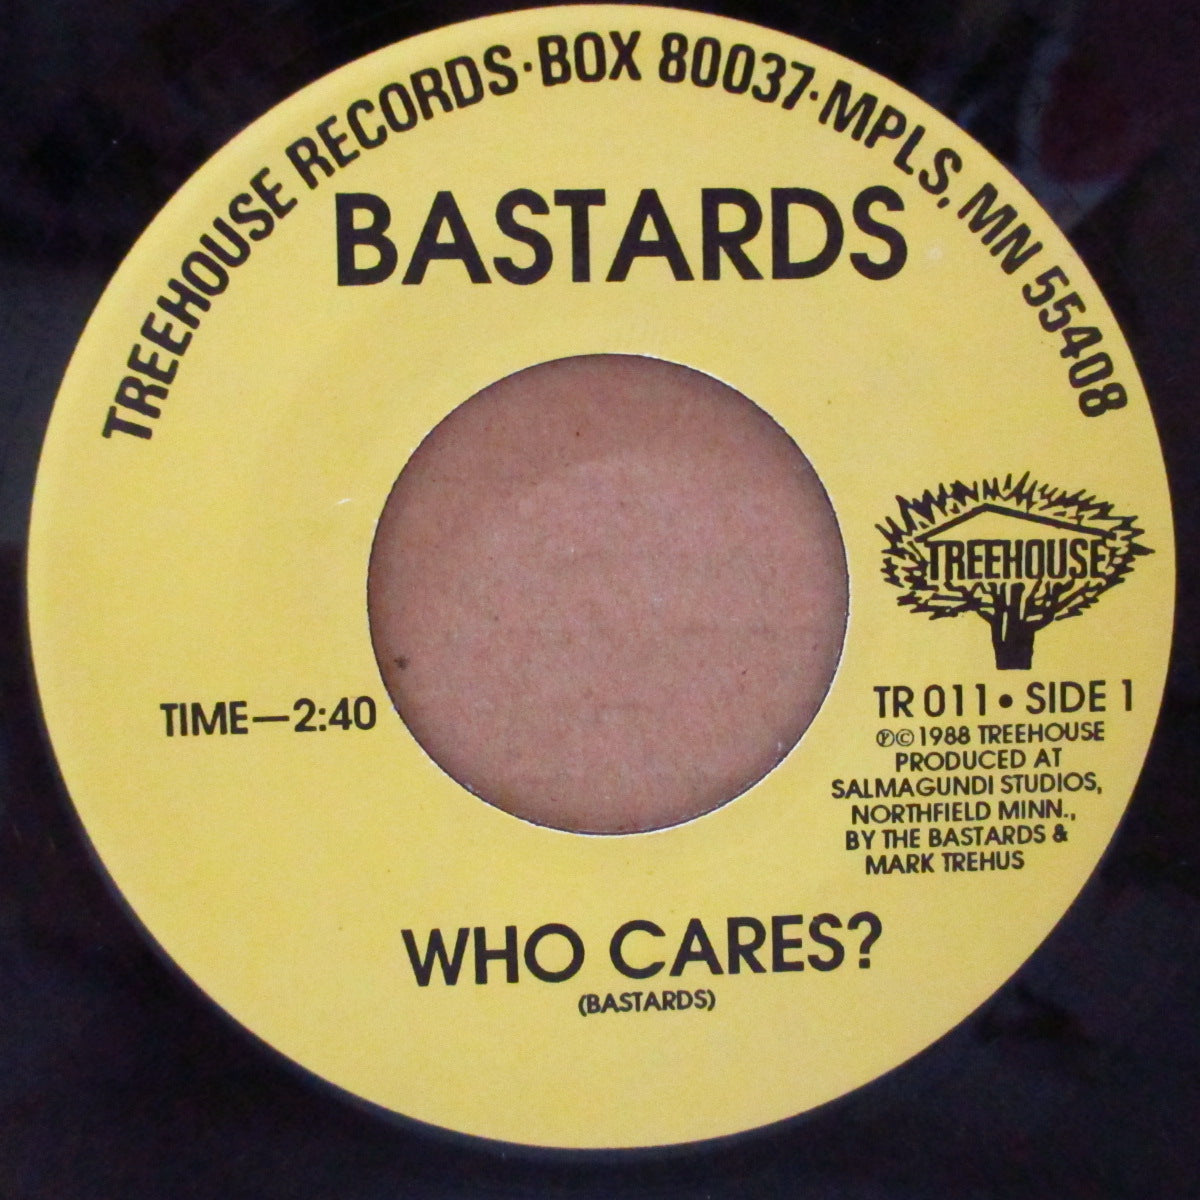 TREEHOUSE RECORDS·BOX 80037·MPLS, MN 55408
BASTARDS
TREEHOUSE
TIME—2:40
TR 011 • SIDE 1
℗© 1988 TREEHOUSE
PRODUCED AT
SALMAGUNDI STUDIOS,
NORTHFIELD MINN.,
BY THE BASTARDS &
MARK TREHUS
WHO CARES?
(BASTARDS)